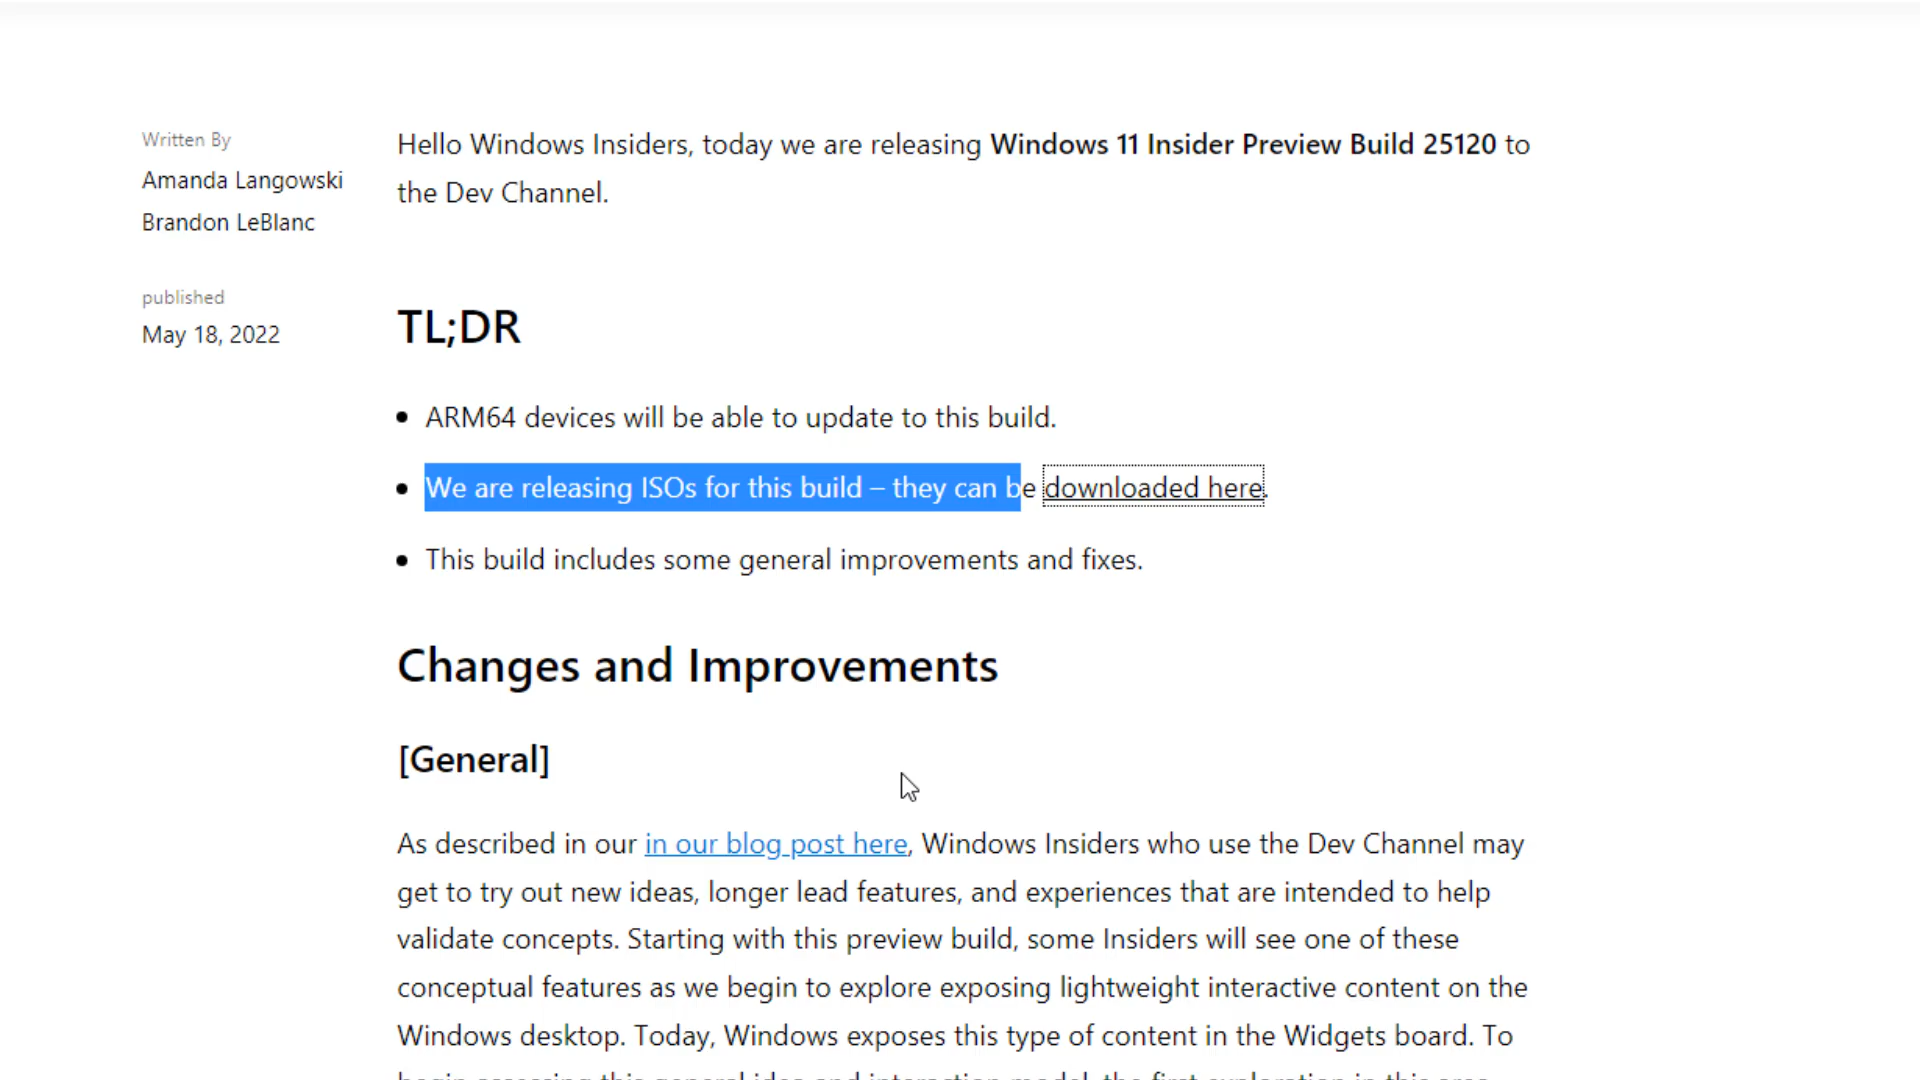 Written By
Amanda Langowski
Brandon LeBlanc
published
May 18, 2022
Hello Windows Insiders, today we are releasing Windows 11 Insider Preview Build 25120 to
the Dev Channel.
TL;DR
• ARM64 devices will be able to update to this build.
• We are releasing ISOs for this build – they can be downloaded here.
• This build includes some general improvements and fixes.
Changes and Improvements
[General]
As described in our in our blog post here, Windows Insiders who use the Dev Channel may
get to try out new ideas, longer lead features, and experiences that are intended to help
validate concepts. Starting with this preview build, some Insiders will see one of these
conceptual features as we begin to explore exposing lightweight interactive content on the
Windows desktop. Today, Windows exposes this type of content in the Widgets board. To